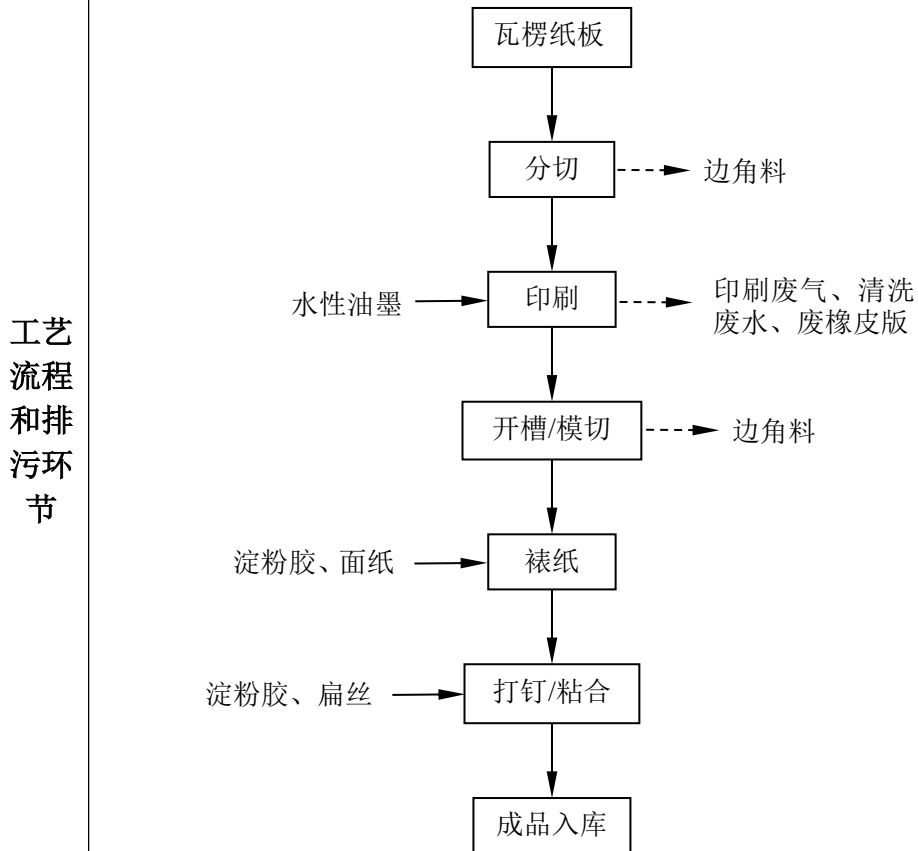 瓦楞纸板
分切
边角料
水性油墨
印刷
印刷废气、清洗
废水、废橡皮版
工艺
流程
和排
污环
节
开槽/模切
边角料
淀粉胶、面纸
裱纸
淀粉胶、扁丝
打钉/粘合
成品入库